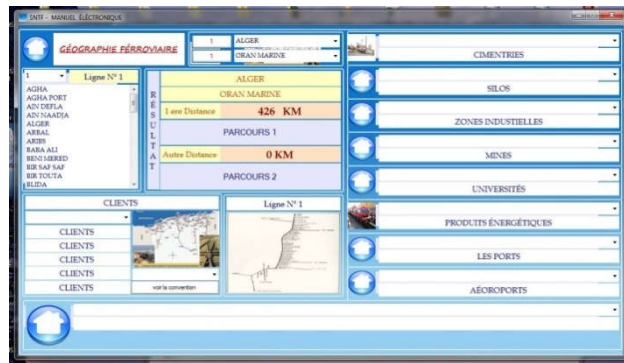 SNTF - MANUEL ÉLECTRONIQUE
GÉOGRAPHIE FÉRROVIAIRE
1 ALGER
1 ORAN MARINE
1 Ligne N° 1
AGHA
AGHA PORT
AIN DEFLA
AIN NAADJA
ALGER
ARBAL
ARIBS
BABA ALI
BENI MERED
BIR SAF SAF
BIR TOUTA
BLIDA
RÉSULTAT
ALGER
ORAN MARINE
1 ere Distance 426 KM
PARCOURS 1
Autre Distance 0 KM
PARCOURS 2
CLIENTS
CLIENTS
CLIENTS
CLIENTS
CLIENTS
CLIENTS
voir la convention
Ligne N° 1
CIMENTRIES
SILOS
ZONES INDUSTIELLES
MINES
UNIVERSITÉS
PRODUITS ÉNERGÉTIQUES
LES PORTS
AÉOROPORTS